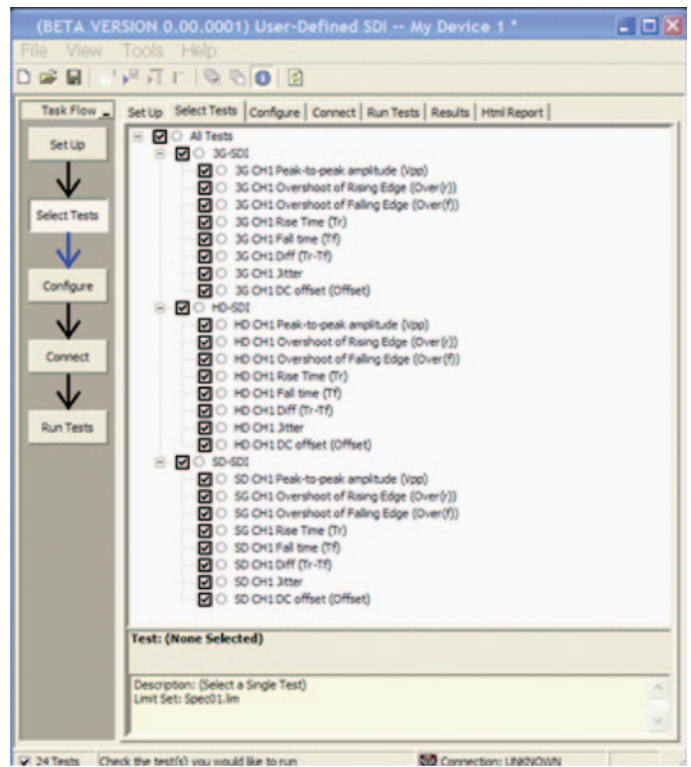 (BETA VERSION 0.00.0001) User-Defined SDI -- My Device 1 *
File View Tools Help
Task Flow
Set Up Select Tests Configure Connect Run Tests Results Html Report
Set Up
Select Tests
Configure
Connect
Run Tests
All Tests
3G-SDI
3G CH1 Peak-to-peak amplitude (Vpp)
3G CH1 Overshoot of Rising Edge (Over(r))
3G CH1 Overshoot of Falling Edge (Over(f))
3G CH1 Rise Time (Tr)
3G CH1 Fall time (Tf)
3G CH1 Diff (Tr-Tf)
3G CH1 Jitter
3G CH1 DC offset (Offset)
HD-SDI
HD CH1 Peak-to-peak amplitude (Vpp)
HD CH1 Overshoot of Rising Edge (Over(r))
HD CH1 Overshoot of Falling Edge (Over(f))
HD CH1 Rise Time (Tr)
HD CH1 Fall time (Tf)
HD CH1 Diff (Tr-Tf)
HD CH1 Jitter
HD CH1 DC offset (Offset)
SD-SDI
SD CH1 Peak-to-peak amplitude (Vpp)
SG CH1 Overshoot of Rising Edge (Over(r))
SG CH1 Overshoot of Falling Edge (Over(f))
SG CH1 Rise Time (Tr)
SD CH1 Fall time (Tf)
SD CH1 Diff (Tr-Tf)
SD CH1 Jitter
SD CH1 DC offset (Offset)
Test: (None Selected)
Description: (Select a Single Test)
Limit Set: Spec01.lim
24 Tests Check the test(s) you would like to run Connection: UNKNOWN